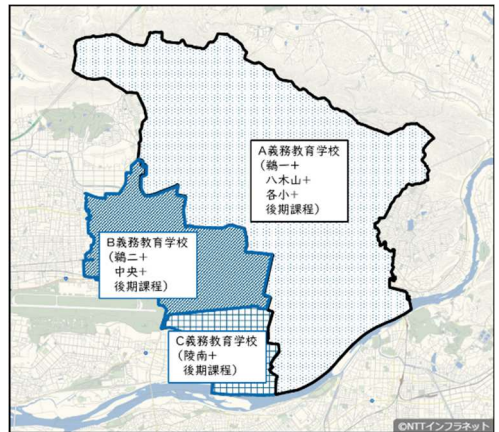 A義務教育学校
(鵜一+
八木山+
各小+
後期課程)
B義務教育学校
(鵜二+
中央+
後期課程)
C義務教育学校
(陵南+
後期課程)
©NTTインフラネット